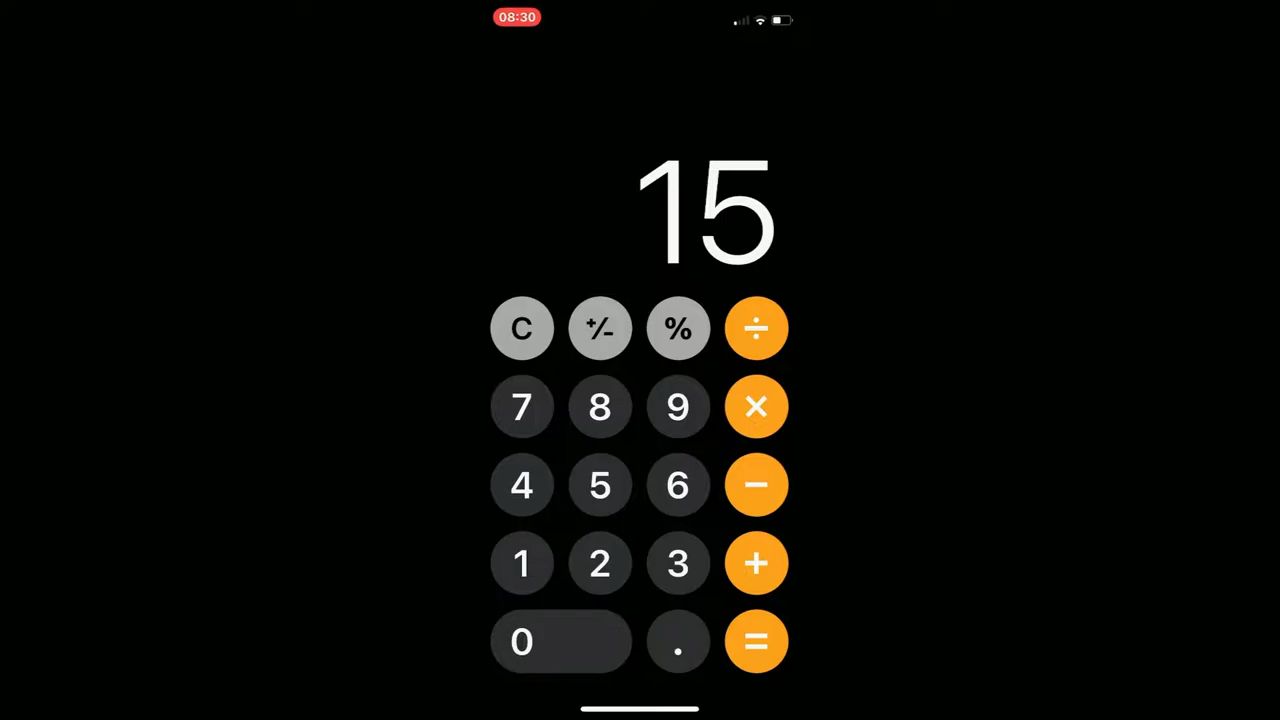 08:30
15
C +/- % ÷
7 8 9 ×
4 5 6 −
1 2 3 +
0 . =